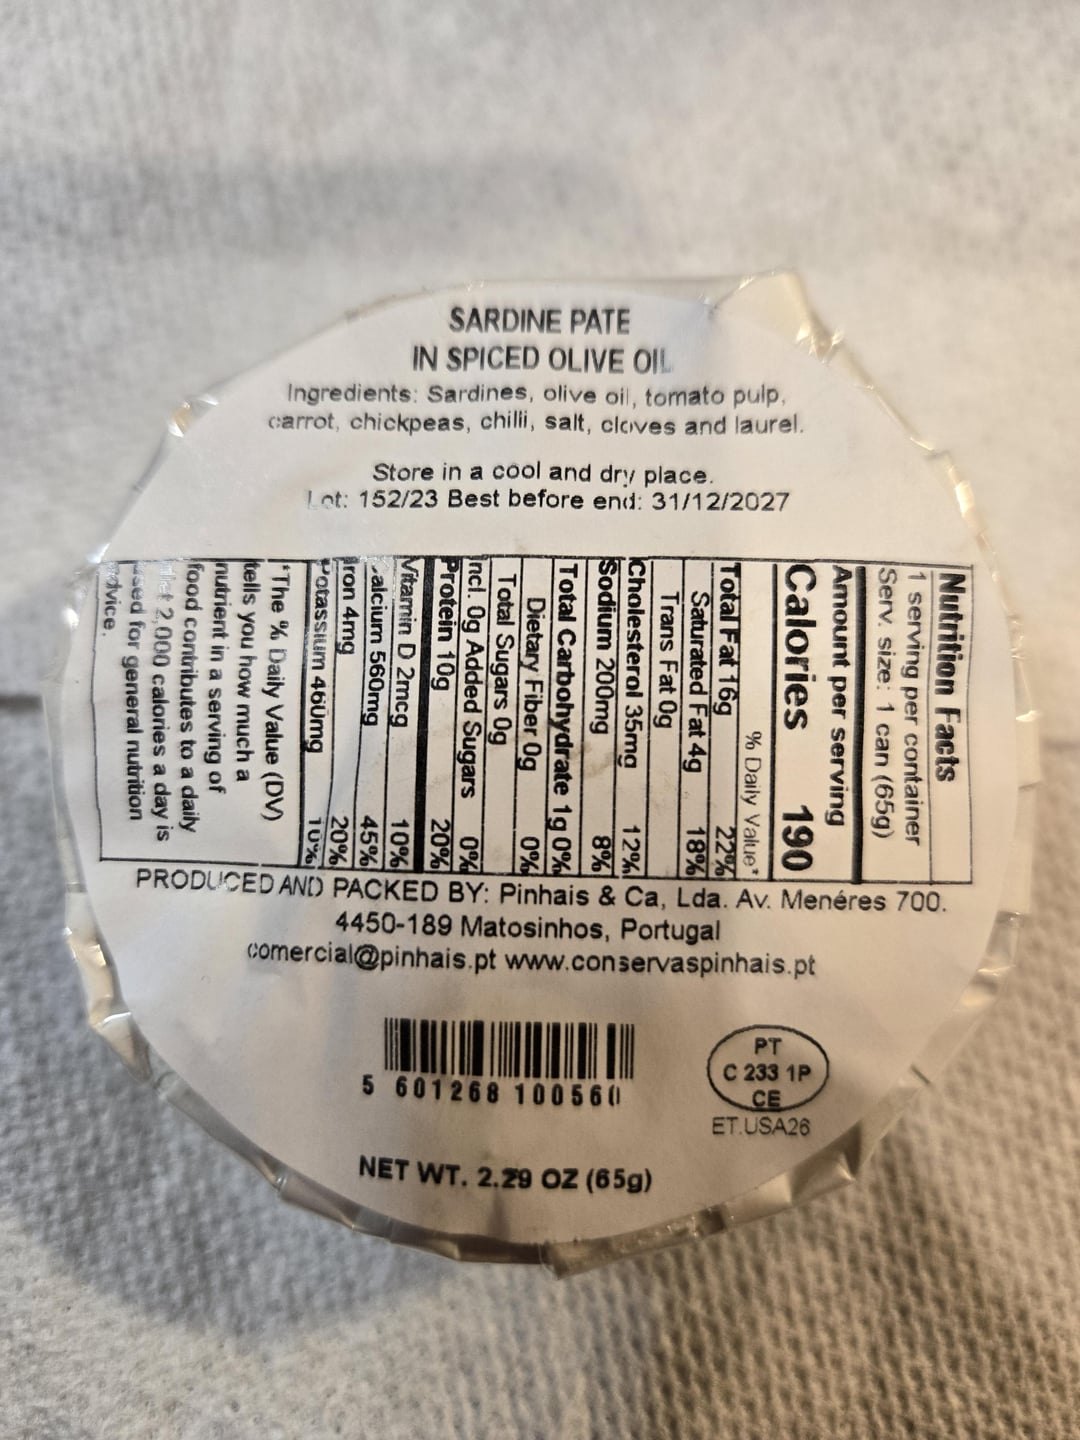 SARDINE PATE
IN SPICED OLIVE OIL
Ingredients: Sardines, olive oil, tomato pulp,
carrot, chickpeas, chilli, salt, cloves and laurel.
Store in a cool and dry place.
Lot: 152/23 Best before end: 31/12/2027
Nutrition Facts
1 serving per container
Serv. size: 1 can (65g)
Amount per serving
Calories 190
% Daily Value*
Total Fat 16g 22%
Saturated Fat 4g 18%
Trans Fat 0g
Cholesterol 35mg 12%
Sodium 200mg 8%
Total Carbohydrate 1g 0%
Dietary Fiber 0g 0%
Total Sugars 0g
Incl. 0g Added Sugars 0%
Protein 10g 20%
Vitamin D 2mcg 10%
Calcium 560mg 45%
Iron 4mg 20%
Potassium 460mg 10%
*The % Daily Value (DV)
tells you how much a
nutrient in a serving of
food contributes to a daily
diet 2,000 calories a day is
used for general nutrition
advice.
PRODUCED AND PACKED BY: Pinhais & Ca, Lda. Av. Menéres 700.
4450-189 Matosinhos, Portugal
comercial@pinhais.pt www.conservaspinhais.pt
5 601268 100560
PT
C 233 1P
CE
ET.USA26
NET WT. 2.29 OZ (65g)